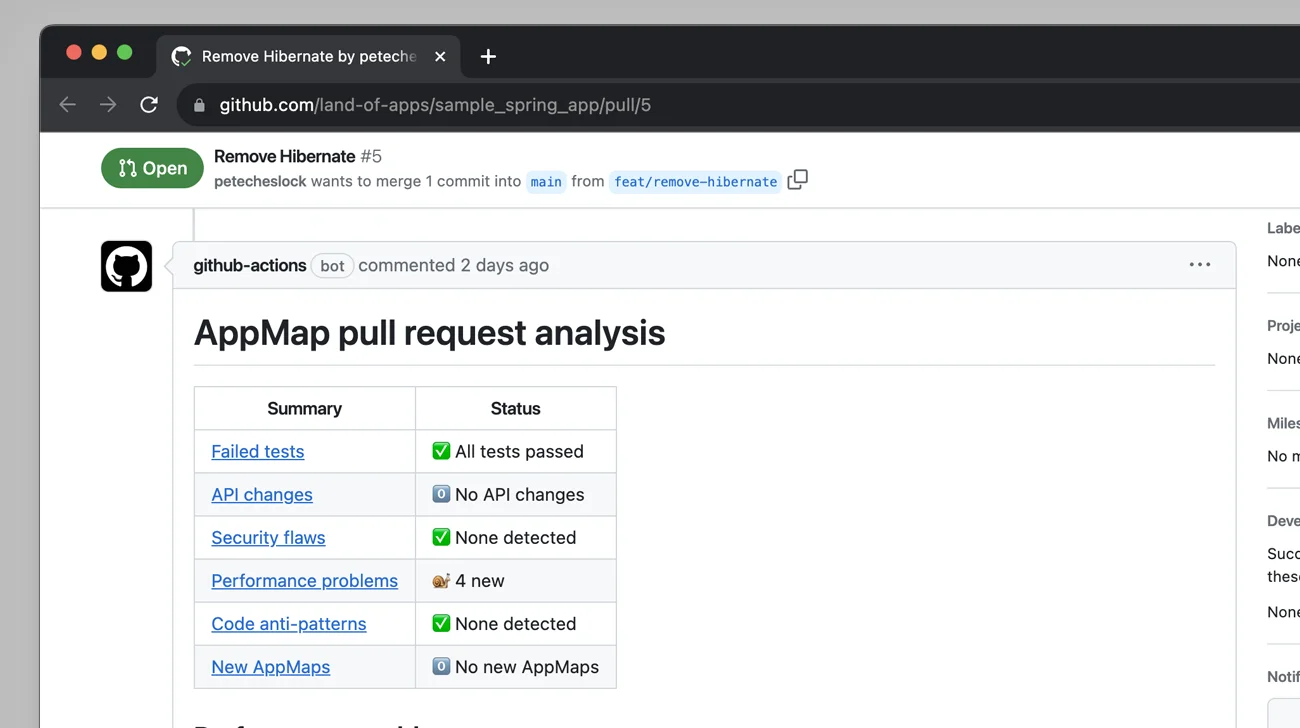 Remove Hibernate by peteche
github.com/land-of-apps/sample_spring_app/pull/5
Open
Remove Hibernate #5
petecheslock wants to merge 1 commit into main from feat/remove-hibernate
github-actions bot commented 2 days ago
AppMap pull request analysis
Summary Status
Failed tests ✅ All tests passed
API changes 0 No API changes
Security flaws ✅ None detected
Performance problems 🐌 4 new
Code anti-patterns ✅ None detected
New AppMaps 0 No new AppMaps
Labe
None
Proje
None
Miles
No m
Deve
Succ
these
None
Notif